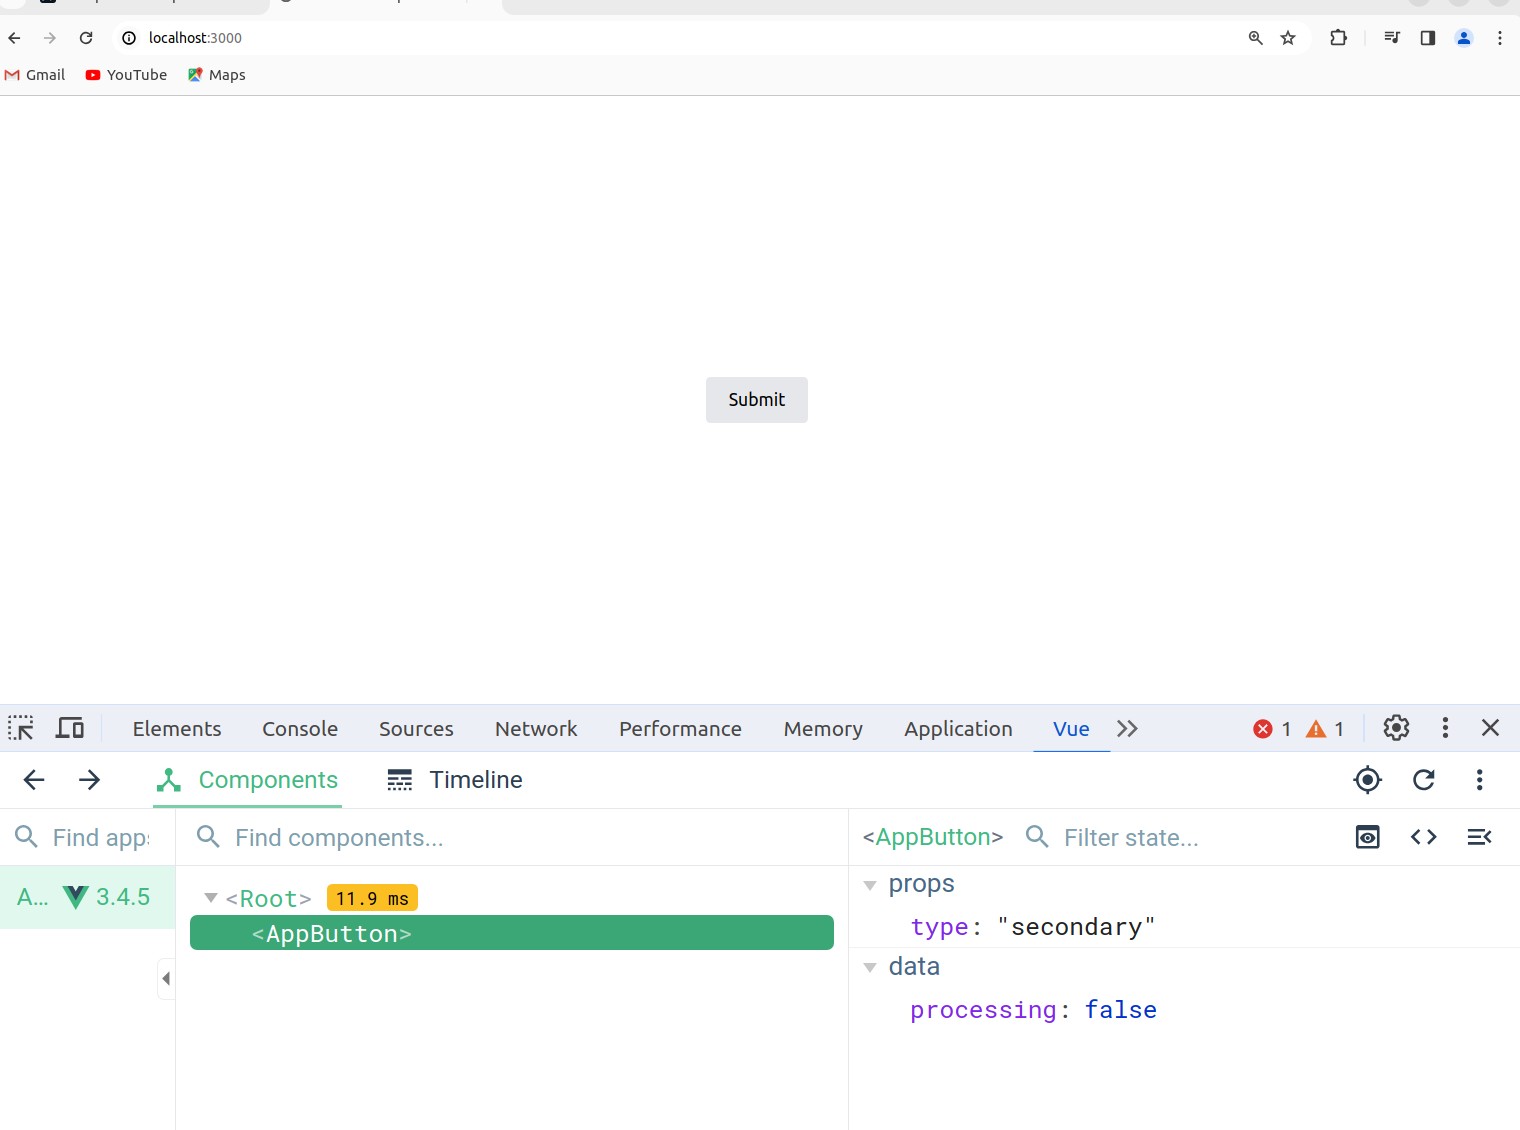 localhost:3000
Gmail YouTube Maps
Submit
Elements Console Sources Network Performance Memory Application Vue 1 1
Components Timeline
Find apps Find components... <AppButton> Filter state...
A... 3.4.5
<Root> 11.9 ms
<AppButton>
props
type: "secondary"
data
processing: false